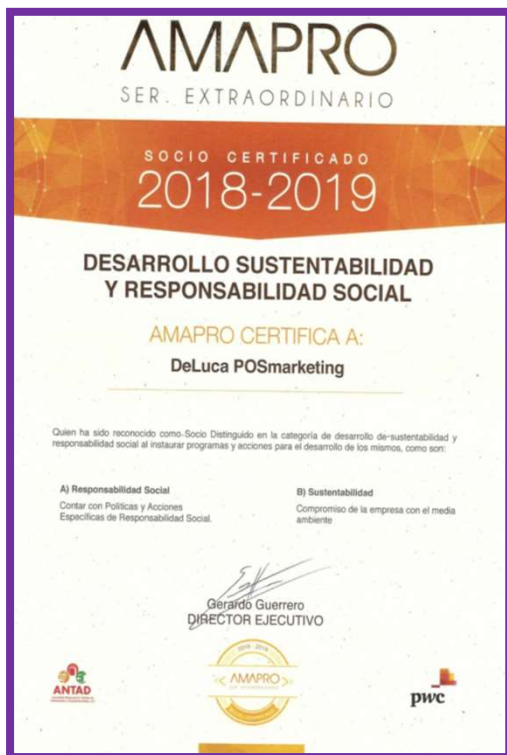 AMAPRO
SER. EXTRAORDINARIO
SOCIO CERTIFICADO
2018-2019
DESARROLLO SUSTENTABILIDAD
Y RESPONSABILIDAD SOCIAL
AMAPRO CERTIFICA A:
DeLuca POSmarketing
Quien ha sido reconocido como Socio Distinguido en la categoría de desarrollo de sustentabilidad y
responsabilidad social al instaurar programas y acciones para el desarrollo de los mismos, como son:
A) Responsabilidad Social
Contar con Políticas y Acciones
Específicas de Responsabilidad Social.
B) Sustentabilidad
Compromiso de la empresa con el media
ambiente
Gerardo Guerrero
DIRECTOR EJECUTIVO
2018 - 2019
AMAPRO
SER EXTRAORDINARIO
ANTAD
pwc